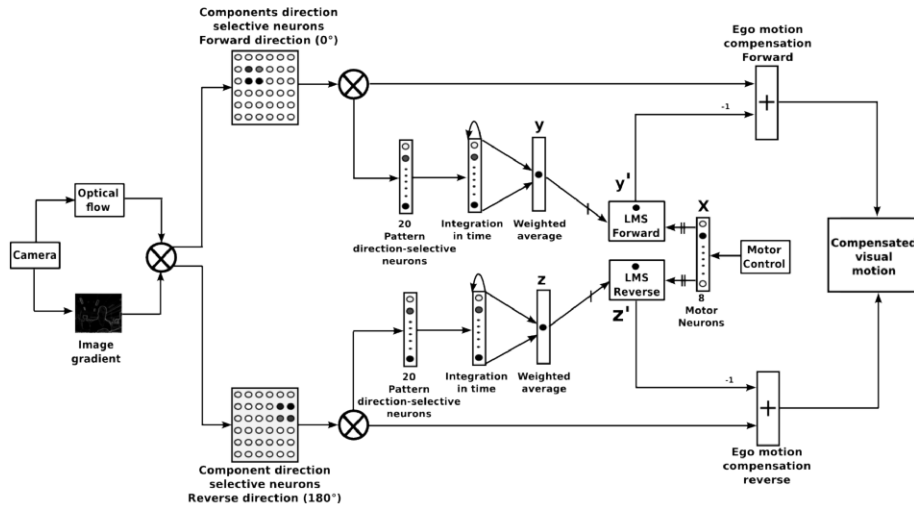 Components direction
selective neurons
Forward direction (0°)
Ego motion
compensation
Forward
-1
y
y'
X
Optical
flow
Camera
Image
gradient
20
Pattern
direction-selective
neurons
Integration
in time
Weighted
average
LMS
Forward
Motor
Control
LMS
Reverse
8
Motor
Neurons
Compensated
visual
motion
z
z'
20
Pattern
direction-selective
neurons
Integration
in time
Weighted
average
-1
Component direction
selective neurons
Reverse direction (180°)
Ego motion
compensation
reverse